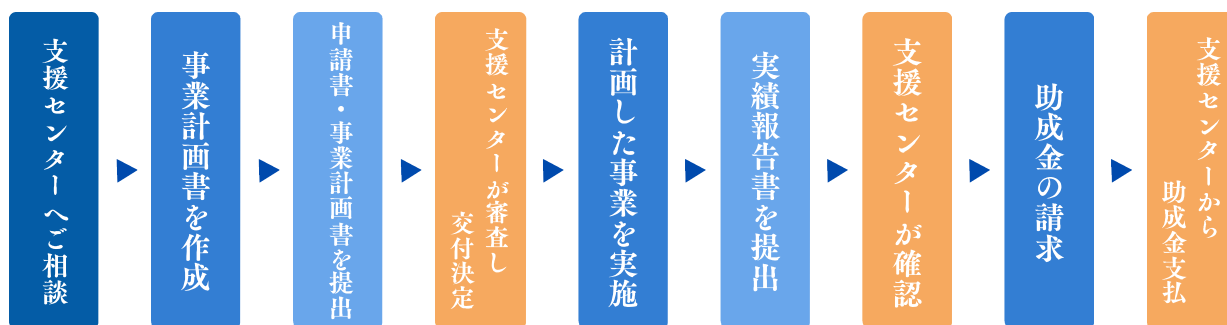 支援センターへご相談
事業計画書を作成
申請書・事業計画書を提出
支援センターが審査し
交付決定
計画した事業を実施
実績報告書を提出
支援センターが確認
助成金の請求
支援センターから
助成金支払